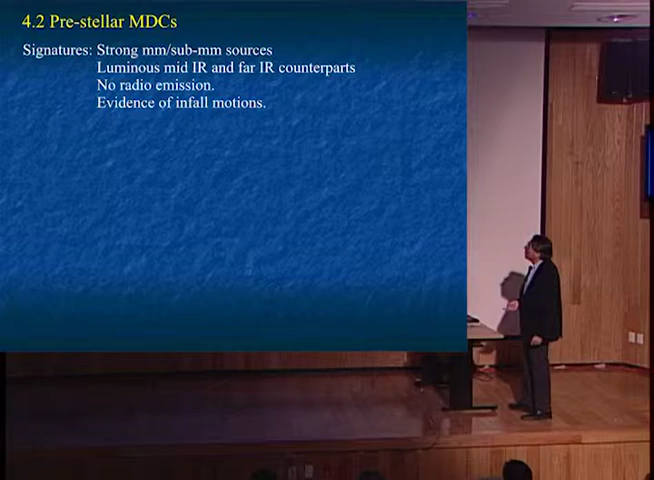 4.2 Pre-stellar MDCs
Signatures: Strong mm/sub-mm sources
Luminous mid IR and far IR counterparts
No radio emission.
Evidence of infall motions.